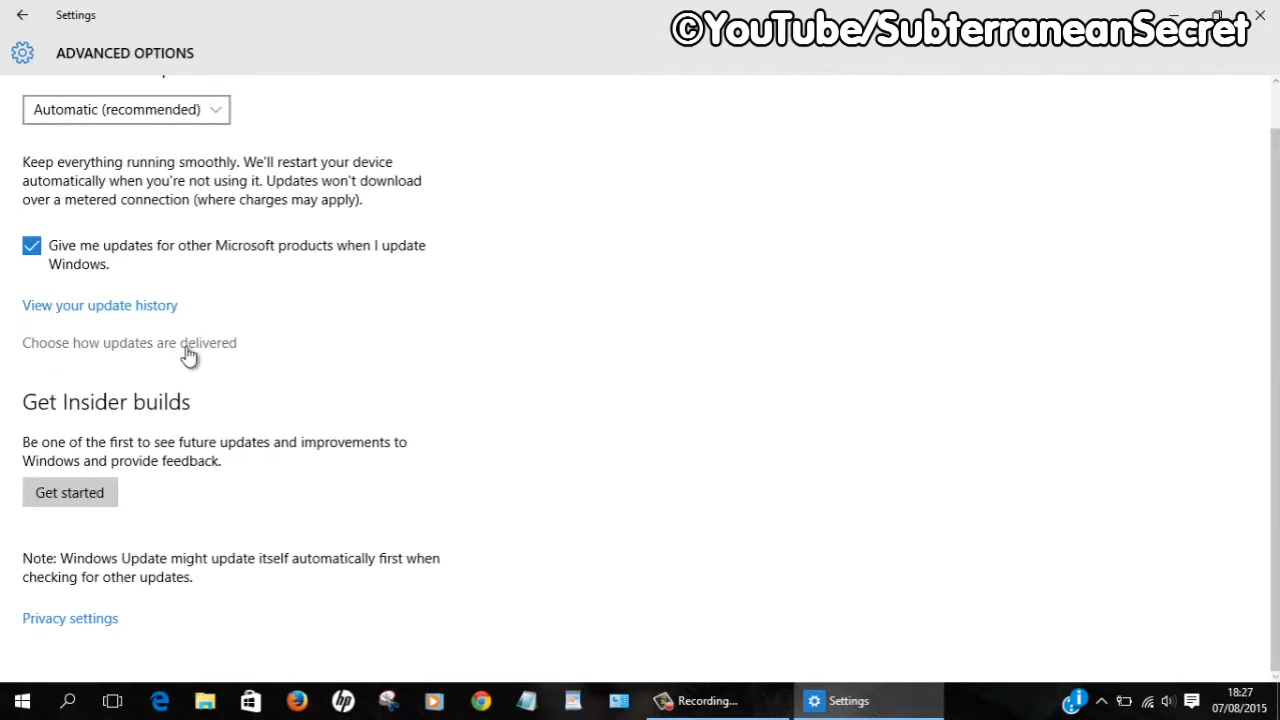 Settings
©YouTube/SubterraneanSecret
ADVANCED OPTIONS
Automatic (recommended)
Keep everything running smoothly. We'll restart your device
automatically when you're not using it. Updates won't download
over a metered connection (where charges may apply).
Give me updates for other Microsoft products when I update
Windows.
View your update history
Choose how updates are delivered
Get Insider builds
Be one of the first to see future updates and improvements to
Windows and provide feedback.
Get started
Note: Windows Update might update itself automatically first when
checking for other updates.
Privacy settings
hp
Recording...
Settings
18:27
07/08/2015